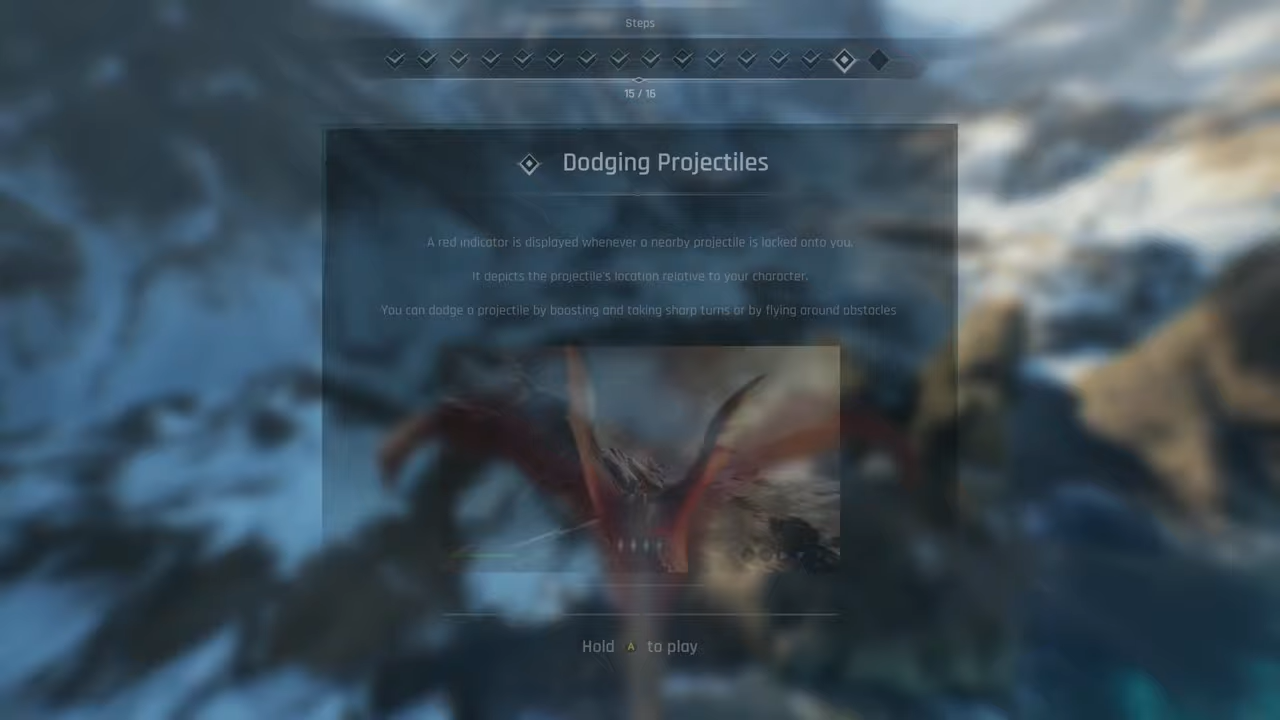 Steps
15 / 16
Dodging Projectiles
A red indicator is displayed whenever a nearby projectile is locked onto you.
It depicts the projectile's location relative to your character.
You can dodge a projectile by boosting and taking sharp turns or by flying around obstacles
Hold A to play